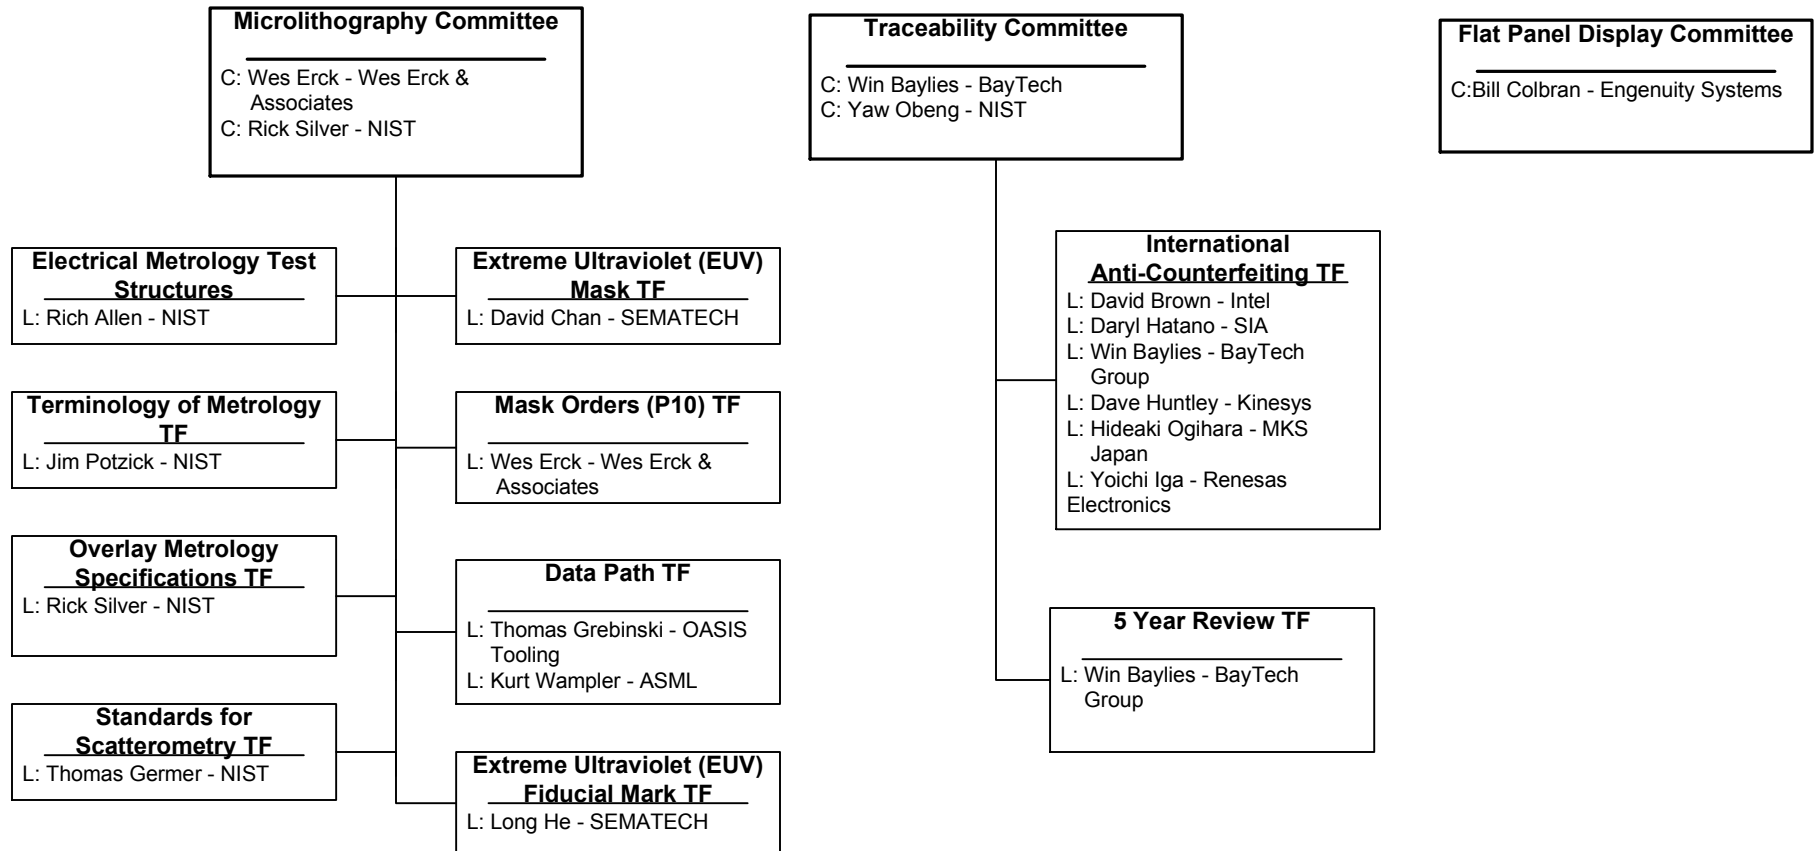 Microlithography Committee
C: Wes Erck - Wes Erck &
Associates
C: Rick Silver - NIST
Electrical Metrology Test
Structures
L: Rich Allen - NIST
Terminology of Metrology
TF
L: Jim Potzick - NIST
Overlay Metrology
Specifications TF
L: Rick Silver - NIST
Standards for
Scatterometry TF
L: Thomas Germer - NIST
Extreme Ultraviolet (EUV)
Mask TF
L: David Chan - SEMATECH
Mask Orders (P10) TF
L: Wes Erck - Wes Erck &
Associates
Data Path TF
L: Thomas Grebinski - OASIS
Tooling
L: Kurt Wampler - ASML
Extreme Ultraviolet (EUV)
Fiducial Mark TF
L: Long He - SEMATECH
Traceability Committee
C: Win Baylies - BayTech
C: Yaw Obeng - NIST
International
Anti-Counterfeiting TF
L: David Brown - Intel
L: Daryl Hatano - SIA
L: Win Baylies - BayTech
Group
L: Dave Huntley - Kinesys
L: Hideaki Ogihara - MKS
Japan
L: Yoichi Iga - Renesas
Electronics
5 Year Review TF
L: Win Baylies - BayTech
Group
Flat Panel Display Committee
C:Bill Colbran - Engenuity Systems